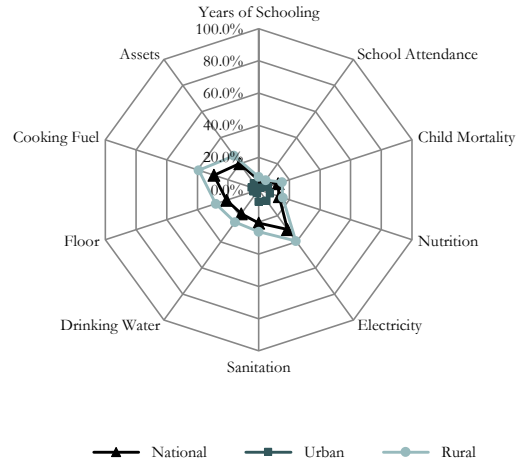 Years of Schooling
100.0%
Assets
School Attendance
80.0%
60.0%
40.0%
Cooking Fuel
Child Mortality
20.0%
0.0%
Floor
Nutrition
Drinking Water
Electricity
Sanitation
National Urban Rural